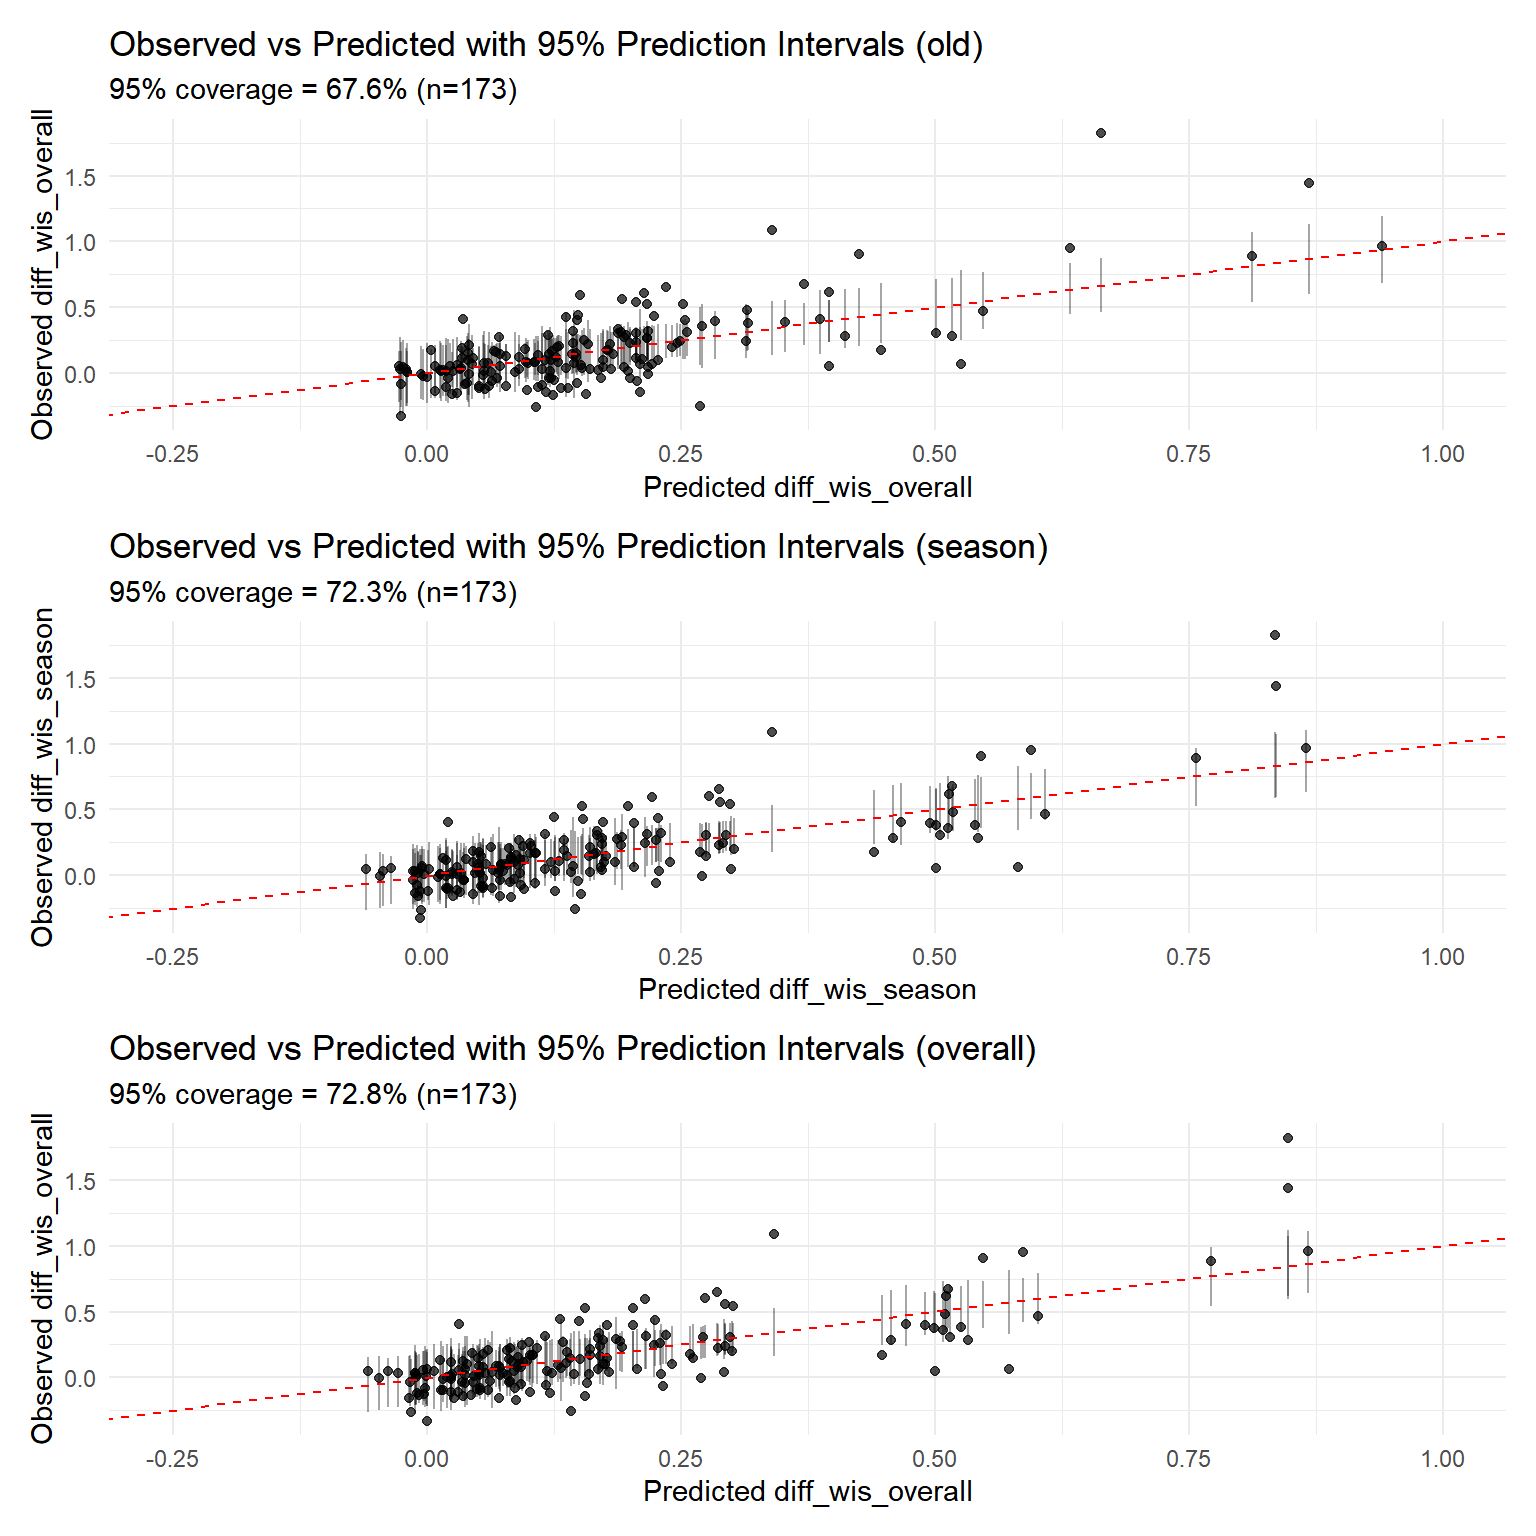 Observed vs Predicted with 95% Prediction Intervals (old)
95% coverage = 67.6% (n=173)
Observed diff_wis_overall
1.5
1.0
0.5
0.0
-0.25 0.00 0.25 0.50 0.75 1.00
Predicted diff_wis_overall
Observed vs Predicted with 95% Prediction Intervals (season)
95% coverage = 72.3% (n=173)
Observed diff_wis_season
1.5
1.0
0.5
0.0
-0.25 0.00 0.25 0.50 0.75 1.00
Predicted diff_wis_season
Observed vs Predicted with 95% Prediction Intervals (overall)
95% coverage = 72.8% (n=173)
Observed diff_wis_overall
1.5
1.0
0.5
0.0
-0.25 0.00 0.25 0.50 0.75 1.00
Predicted diff_wis_overall